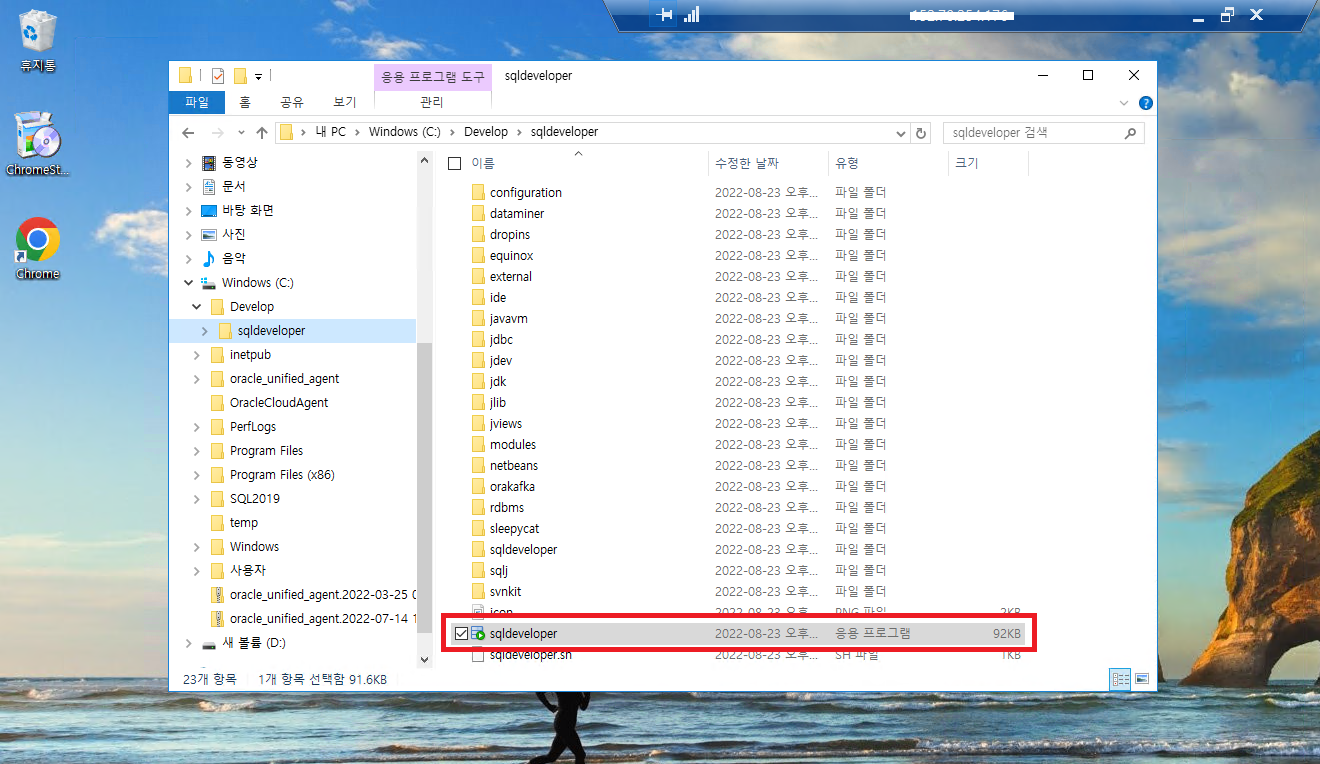 휴지통
ChromeSt...
Chrome
응용 프로그램 도구
sqldeveloper
파일
홈
공유
보기
관리
내 PC > Windows (C:) > Develop > sqldeveloper
sqldeveloper 검색
동영상
문서
바탕 화면
사진
음악
Windows (C:)
Develop
sqldeveloper
inetpub
oracle_unified_agent
OracleCloudAgent
PerfLogs
Program Files
Program Files (x86)
SQL2019
temp
Windows
사용자
oracle_unified_agent.2022-03-25
oracle_unified_agent.2022-07-14
새 볼륨 (D:)
이름 수정한 날짜 유형 크기
configuration 2022-08-23 오후... 파일 폴더
dataminer 2022-08-23 오후... 파일 폴더
dropins 2022-08-23 오후... 파일 폴더
equinox 2022-08-23 오후... 파일 폴더
external 2022-08-23 오후... 파일 폴더
ide 2022-08-23 오후... 파일 폴더
javavm 2022-08-23 오후... 파일 폴더
jdbc 2022-08-23 오후... 파일 폴더
jdev 2022-08-23 오후... 파일 폴더
jdk 2022-08-23 오후... 파일 폴더
jlib 2022-08-23 오후... 파일 폴더
jviews 2022-08-23 오후... 파일 폴더
modules 2022-08-23 오후... 파일 폴더
netbeans 2022-08-23 오후... 파일 폴더
orakafka 2022-08-23 오후... 파일 폴더
rdbms 2022-08-23 오후... 파일 폴더
sleepycat 2022-08-23 오후... 파일 폴더
sqldeveloper 2022-08-23 오후... 파일 폴더
sqlj 2022-08-23 오후... 파일 폴더
svnkit 2022-08-23 오후... 파일 폴더
icon 2022-08-23 오후... PNG 파일 2KB
sqldeveloper 2022-08-23 오후... 응용 프로그램 92KB
sqldeveloper.sh 2022-08-23 오후... SH 파일 1KB
23개 항목 1개 항목 선택함 91.6KB